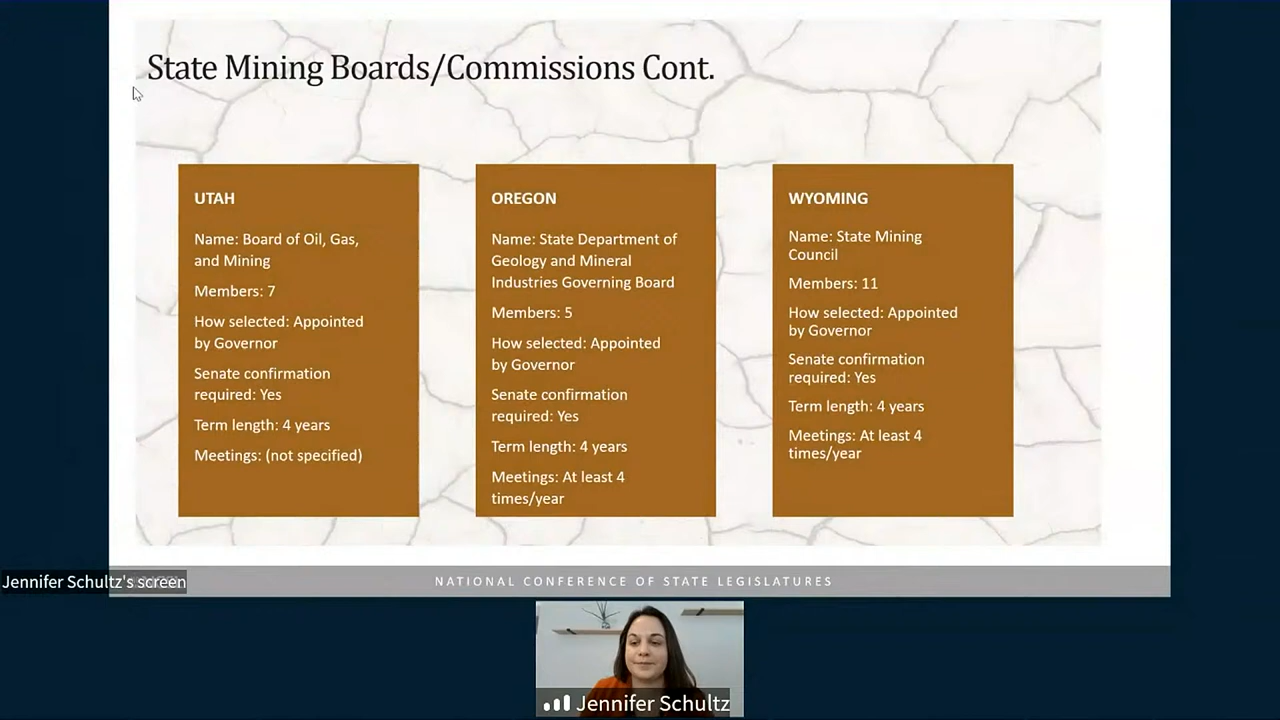 State Mining Boards/Commissions Cont.
UTAH
Name: Board of Oil, Gas,
and Mining
Members: 7
How selected: Appointed
by Governor
Senate confirmation
required: Yes
Term length: 4 years
Meetings: (not specified)
OREGON
Name: State Department of
Geology and Mineral
Industries Governing Board
Members: 5
How selected: Appointed
by Governor
Senate confirmation
required: Yes
Term length: 4 years
Meetings: At least 4
times/year
WYOMING
Name: State Mining
Council
Members: 11
How selected: Appointed
by Governor
Senate confirmation
required: Yes
Term length: 4 years
Meetings: At least 4
times/year
Jennifer Schultz's screen
NATIONAL CONFERENCE OF STATE LEGISLATURES
Jennifer Schultz